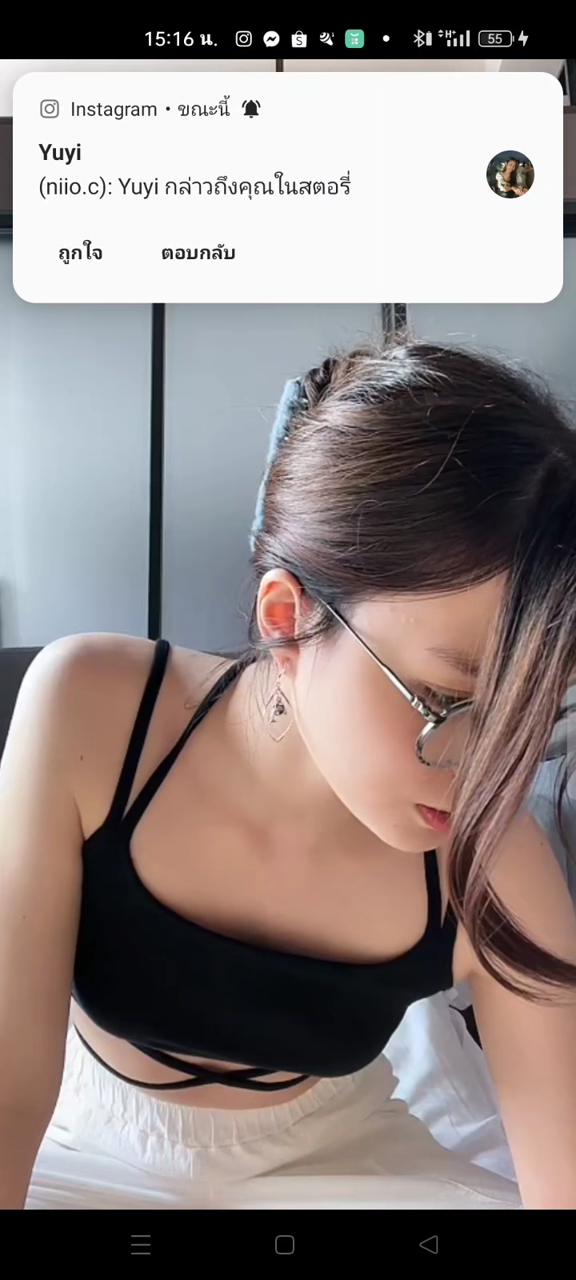 15:16 น. 55
Instagram • ขณะนี้
Yuyi
(niio.c): Yuyi กล่าวถึงคุณในสตอรี่
ถูกใจ ตอบกลับ